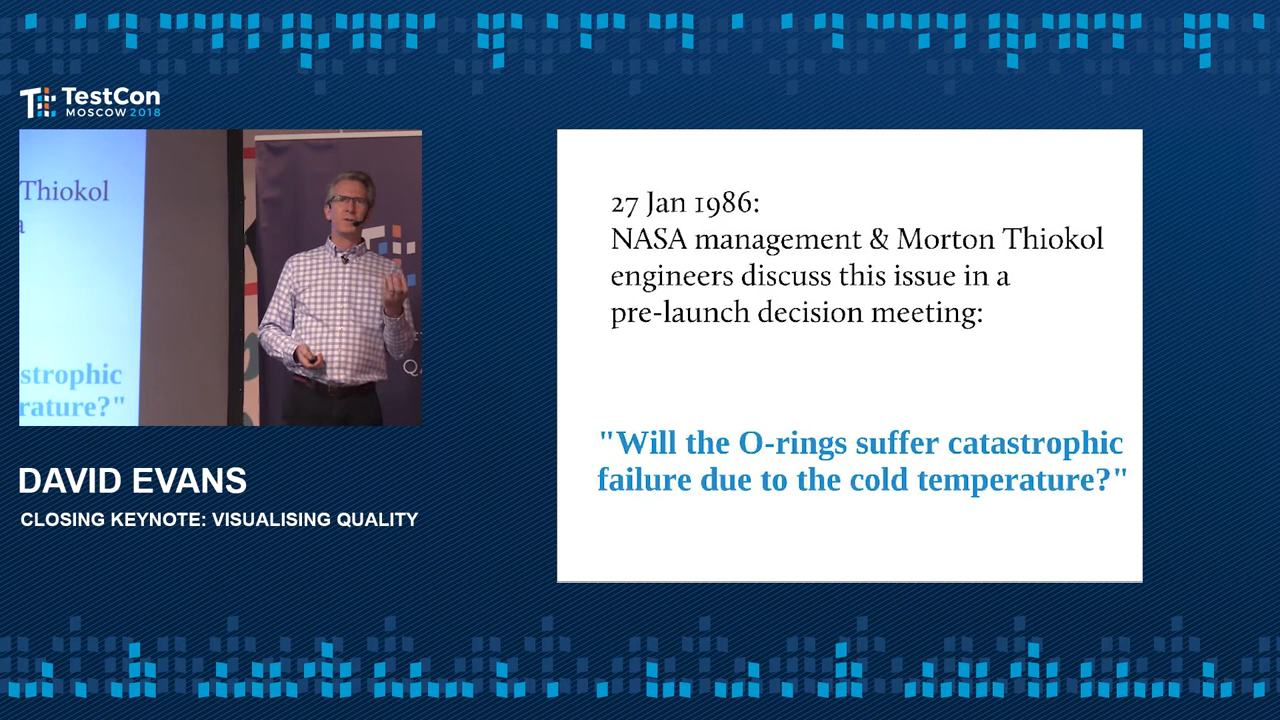 TestCon
MOSCOW 2018
Thiokol
a
strophic
rature?"
DAVID EVANS
CLOSING KEYNOTE: VISUALISING QUALITY
27 Jan 1986:
NASA management & Morton Thiokol
engineers discuss this issue in a
pre-launch decision meeting:
"Will the O-rings suffer catastrophic
failure due to the cold temperature?"